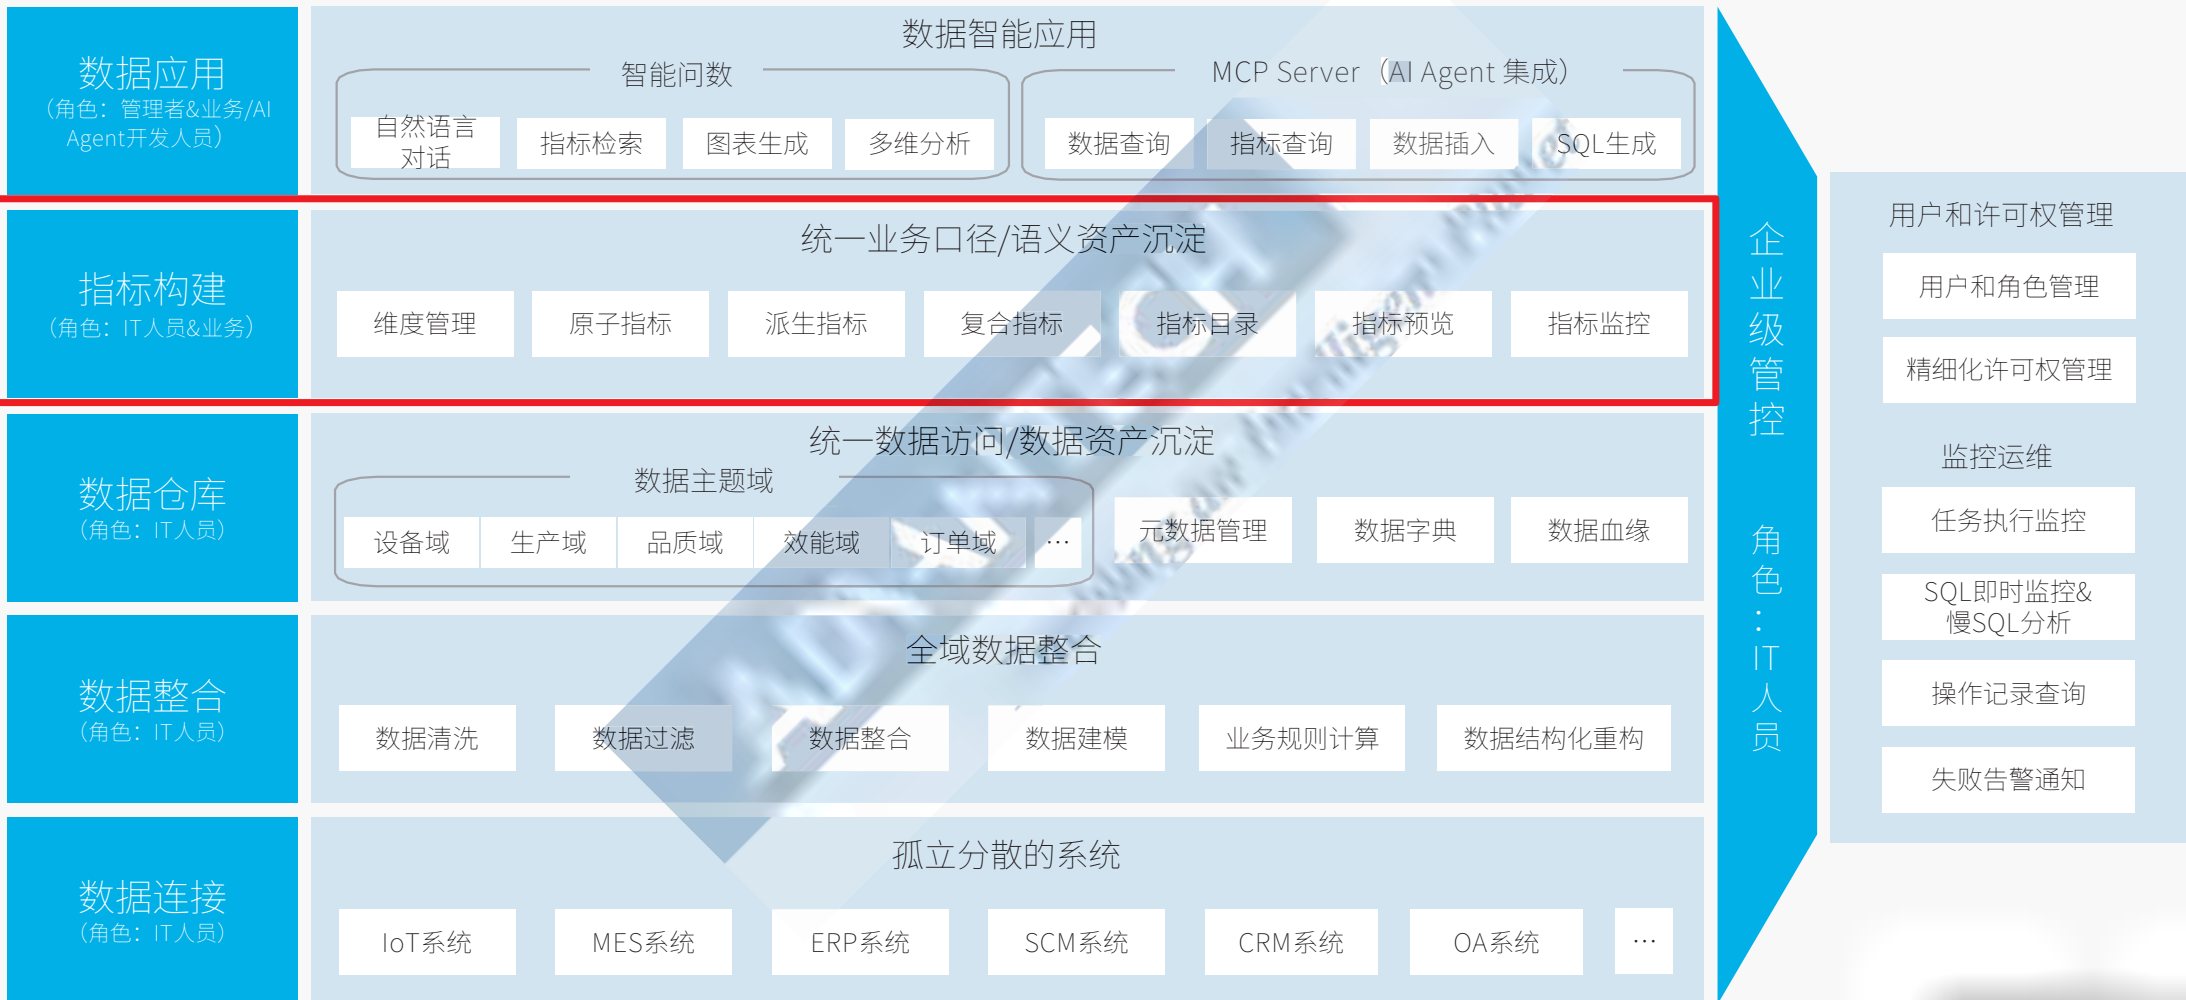 数据应用
（角色：管理者&业务/AI
Agent开发人员）
数据智能应用
智能问数
自然语言
对话
指标检索
图表生成
多维分析
MCP Server（AI Agent 集成）
数据查询
指标查询
数据插入
SQL生成
指标构建
（角色：IT人员&业务）
统一业务口径/语义资产沉淀
维度管理
原子指标
派生指标
复合指标
指标目录
指标预览
指标监控
数据仓库
（角色：IT人员）
统一数据访问/数据资产沉淀
数据主题域
设备域
生产域
品质域
效能域
订单域
...
元数据管理
数据字典
数据血缘
数据整合
（角色：IT人员）
全域数据整合
数据清洗
数据过滤
数据整合
数据建模
业务规则计算
数据结构化重构
数据连接
（角色：IT人员）
孤立分散的系统
IoT系统
MES系统
ERP系统
SCM系统
CRM系统
OA系统
...
企业级管控
角色：IT人员
用户和许可权管理
用户和角色管理
精细化许可权管理
监控运维
任务执行监控
SQL即时监控&
慢SQL分析
操作记录查询
失败告警通知
ADVANTECH
Enabling an Intelligent Planet